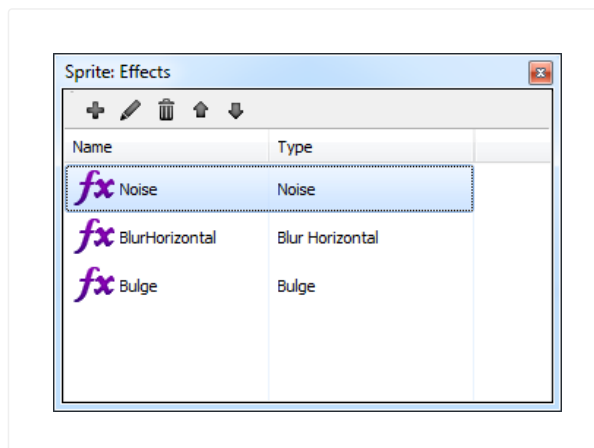 Sprite: Effects
Name Type
fx Noise Noise
fx BlurHorizontal Blur Horizontal
fx Bulge Bulge